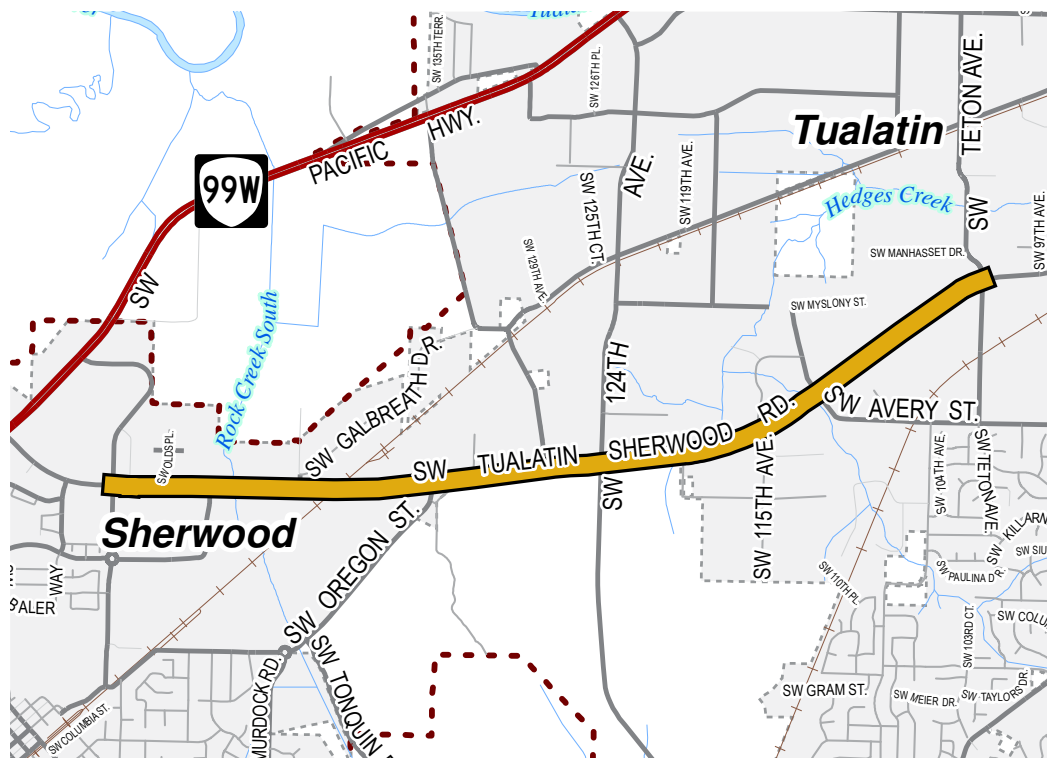 SW 135TH TERR.
SW 126TH PL.
TETON AVE.
SW
HWY.
PACIFIC
Tualatin
99W
AVE.
SW 119TH AVE.
SW 125TH CT.
Hedges Creek
SW 97TH AVE.
SW MANHASSET DR.
SW 129TH AVE.
SW
SW MYSLONY ST.
Rock Creek South
SW GALBREATH DR.
124TH
SW
SW AVERY ST.
SW OLDS PL.
SW TUALATIN SHERWOOD RD.
SW 115TH AVE.
SW 104TH AVE.
SW TETON AVE.
Sherwood
SW OREGON ST.
SW 110TH PL.
SW PAULINA DR.
WAY
SW 103RD CT.
SW GRAM ST.
SW MEIER DR.
SW TAYLORS DR.
MURDOCK RD.
SW TONQUIN
SW COLUMBIA ST.